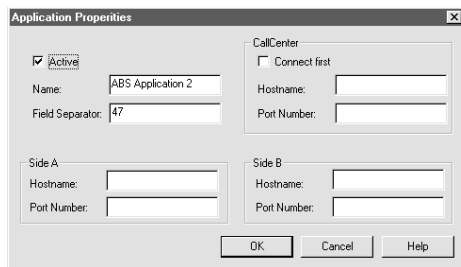 Application Properities
Active
Name: ABS Application 2
Field Separator: 47
CallCenter
Connect first
Hostname:
Port Number:
Side A
Hostname:
Port Number:
Side B
Hostname:
Port Number:
OK Cancel Help